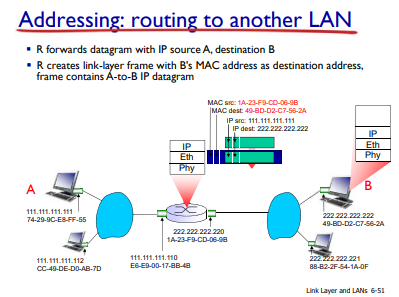 Addressing: routing to another LAN
R forwards datagram with IP source A, destination B
R creates link-layer frame with B's MAC address as destination address,
frame contains A-to-B IP datagram
MAC src: 1A-23-F9-CD-06-9B
MAC dest: 49-BD-D2-C7-56-2A
IP src: 111.111.111.111
IP dest: 222.222.222.222
IP
Eth
Phy
IP
Eth
Phy
A
B
111.111.111.111
74-29-9C-E8-FF-55
222.222.222.222
49-BD-D2-C7-56-2A
222.222.222.220
1A-23-F9-CD-06-9B
111.111.111.110
E6-E9-00-17-BB-4B
111.111.111.112
CC-49-DE-D0-AB-7D
222.222.222.221
88-B2-2F-54-1A-0F
Link Layer and LANs 6-51